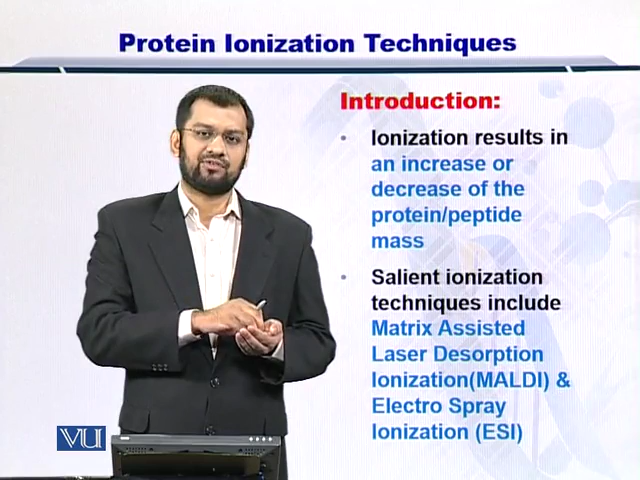 Protein Ionization Techniques
Introduction:
• Ionization results in
an increase or
decrease of the
protein/peptide
mass
• Salient ionization
techniques include
Matrix Assisted
Laser Desorption
Ionization(MALDI) &
Electro Spray
Ionization (ESI)
VU